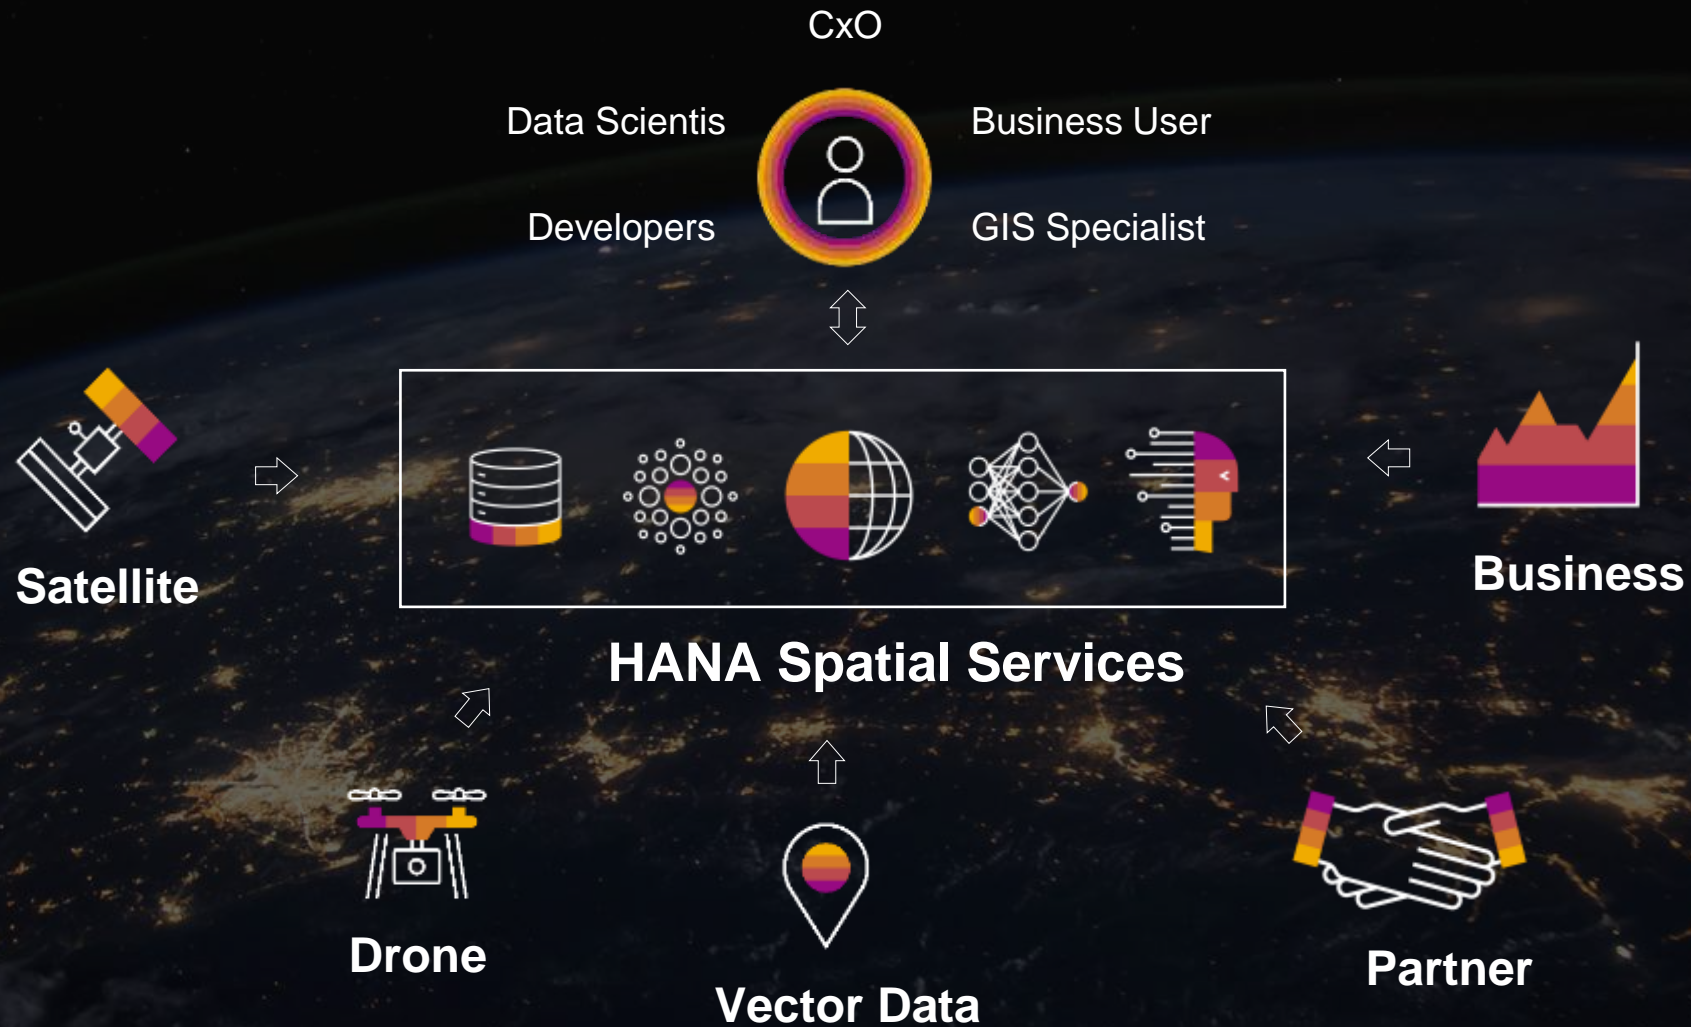 CxO
Data Scientis
Business User
Developers
GIS Specialist
Satellite
Business
HANA Spatial Services
Drone
Vector Data
Partner